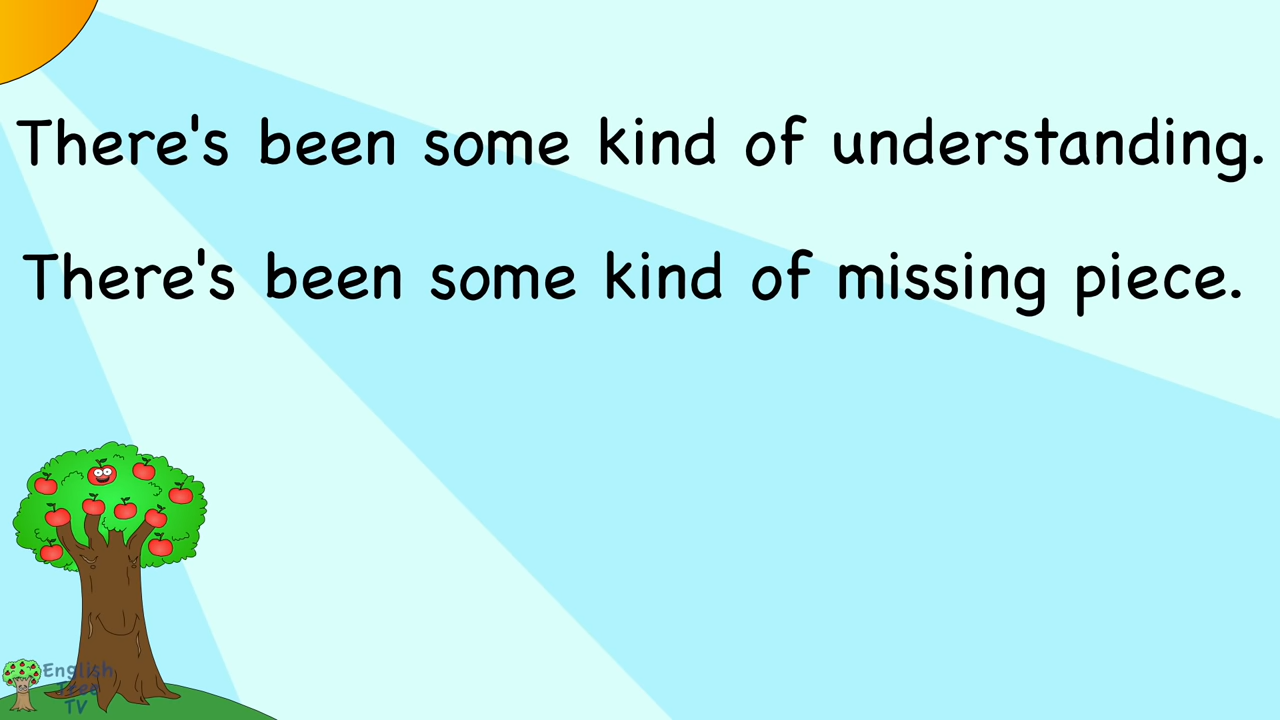 There's been some kind of understanding.
There's been some kind of missing piece.
English
Tree
TV